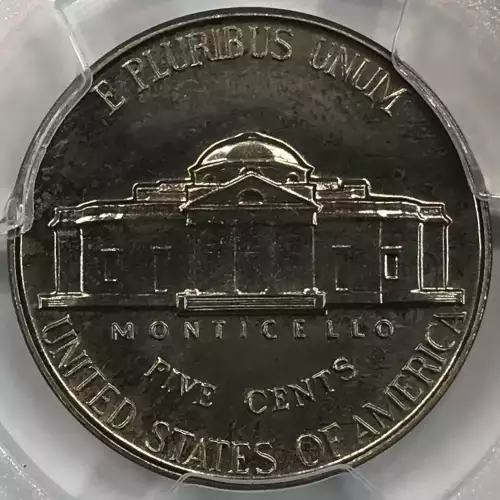 E PLURIBUS UNUM
MONTICELLO
FIVE CENTS
UNITED STATES OF AMERICA